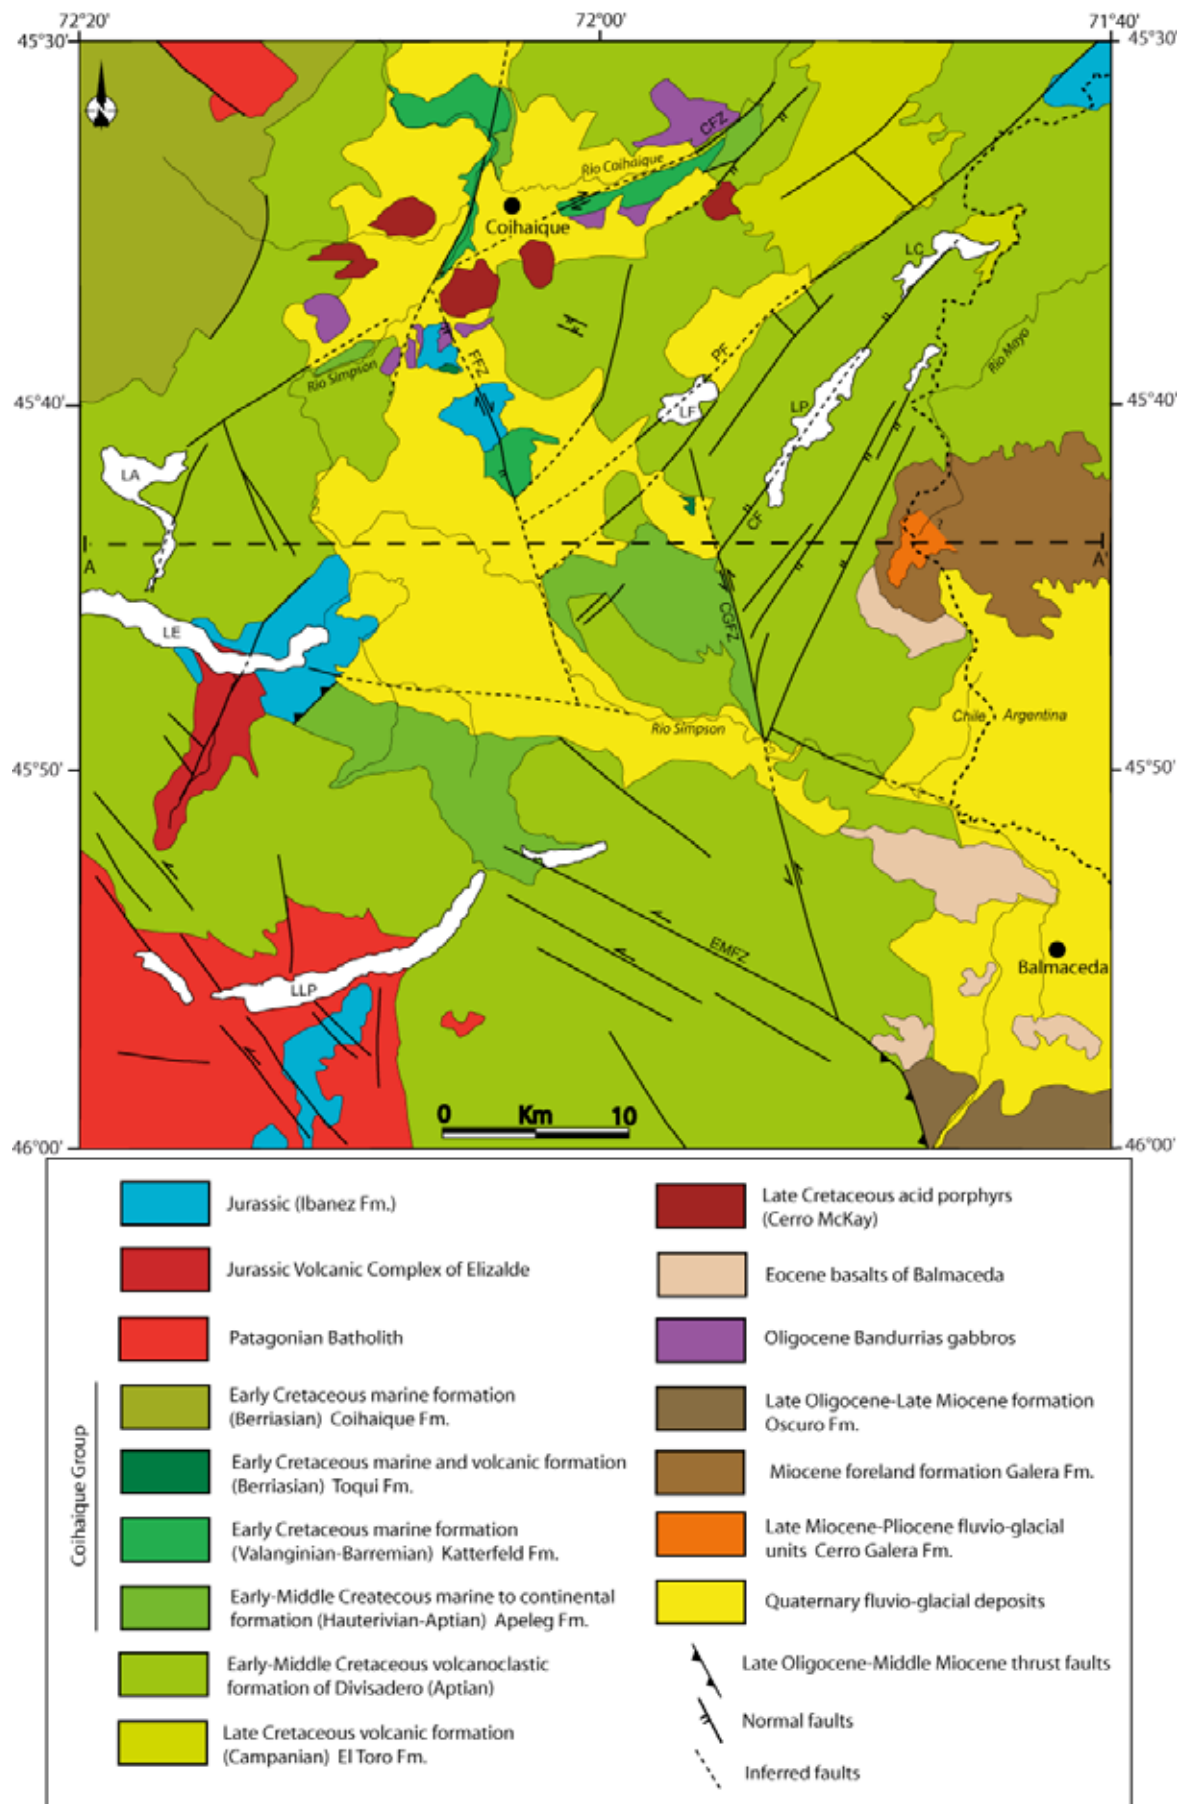 72°20'
72°00'
71°40'
45°30'
45°30'
N
CFZ
Rio Coihaique
Coihaique
LC
Rio Mayo
PF
FFZ
Rio Simpson
45°40'
45°40'
LF
LP
LA
CF
?
A
A'
CGFZ
LE
Chile
Argentina
Rio Simpson
45°50'
45°50'
EMFZ
Balmaceda
LLP
0 Km 10
46°00'
46°00'
Jurassic (Ibanez Fm.)
Jurassic Volcanic Complex of Elizalde
Patagonian Batholith
Coihaique Group
Early Cretaceous marine formation
(Berriasian) Coihaique Fm.
Early Cretaceous marine and volcanic formation
(Berriasian) Toqui Fm.
Early Cretaceous marine formation
(Valanginian-Barremian) Katterfeld Fm.
Early-Middle Createcous marine to continental
formation (Hauterivian-Aptian) Apeleg Fm.
Early-Middle Cretaceous volcanoclastic
formation of Divisadero (Aptian)
Late Cretaceous volcanic formation
(Campanian) El Toro Fm.
Late Cretaceous acid porphyrs
(Cerro McKay)
Eocene basalts of Balmaceda
Oligocene Bandurrias gabbros
Late Oligocene-Late Miocene formation
Oscuro Fm.
Miocene foreland formation Galera Fm.
Late Miocene-Pliocene fluvio-glacial
units Cerro Galera Fm.
Quaternary fluvio-glacial deposits
Late Oligocene-Middle Miocene thrust faults
Normal faults
Inferred faults